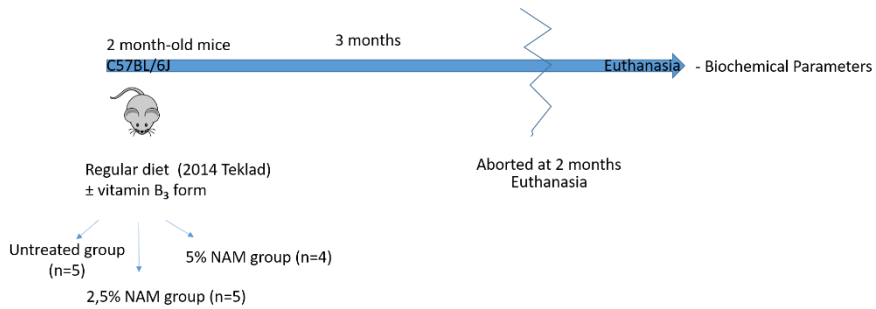 2 month-old mice
3 months
C57BL/6J
Euthanasia
- Biochemical Parameters
Regular diet (2014 Teklad)
± vitamin B₃ form
Aborted at 2 months
Euthanasia
Untreated group
(n=5)
5% NAM group (n=4)
2,5% NAM group (n=5)